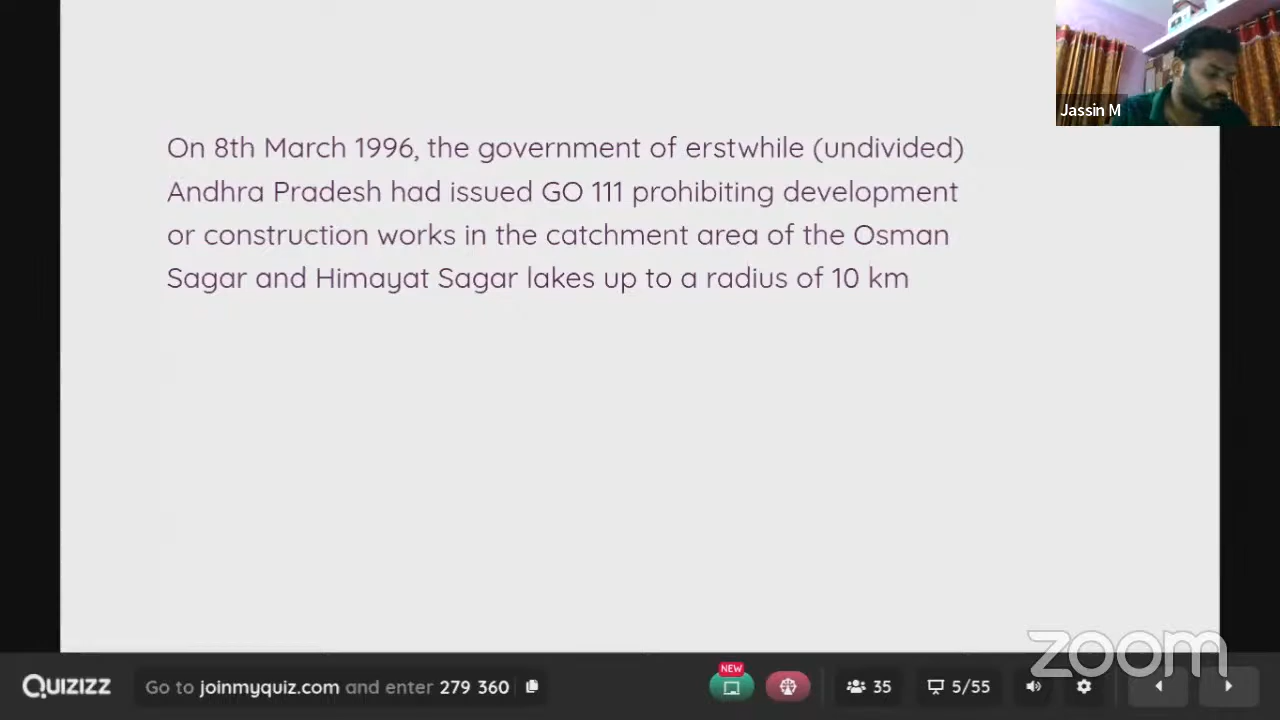 Jassin M
On 8th March 1996, the government of erstwhile (undivided)
Andhra Pradesh had issued GO 111 prohibiting development
or construction works in the catchment area of the Osman
Sagar and Himayat Sagar lakes up to a radius of 10 km
zoom
NEW
Quizizz Go to joinmyquiz.com and enter 279 360 35 5/55